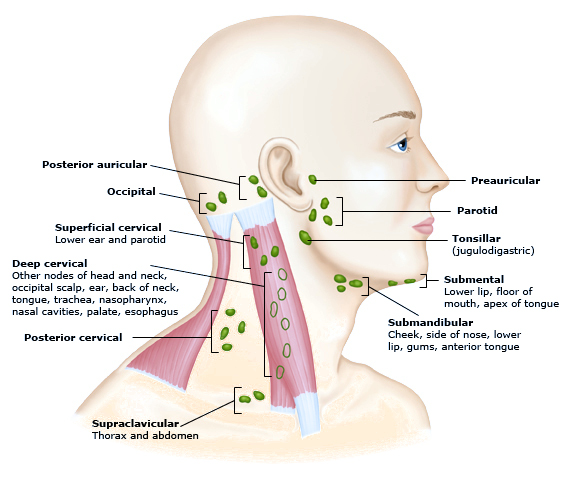 Posterior auricular
Occipital
Superficial cervical
Lower ear and parotid
Deep cervical
Other nodes of head and neck,
occipital scalp, ear, back of neck,
tongue, trachea, nasopharynx,
nasal cavities, palate, esophagus
Posterior cervical
Supraclavicular
Thorax and abdomen
Preauricular
Parotid
Tonsillar
(jugulodigastric)
Submental
Lower lip, floor of
mouth, apex of tongue
Submandibular
Cheek, side of nose, lower
lip, gums, anterior tongue